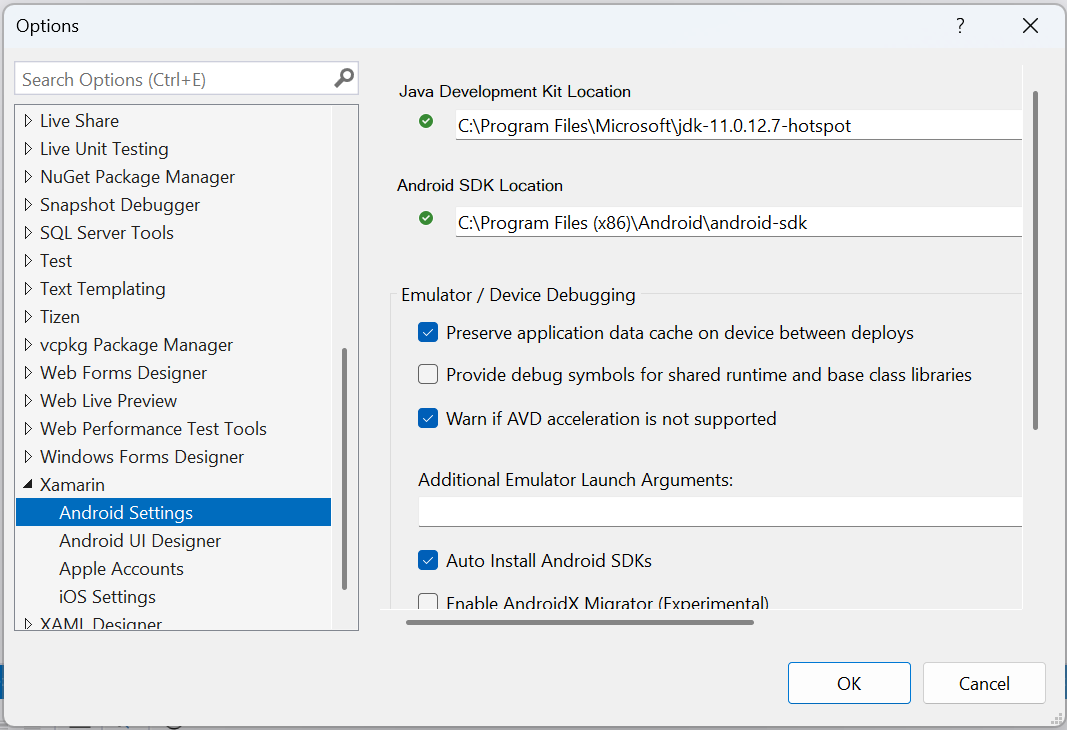 Options
?
Search Options (Ctrl+E)
Live Share
Live Unit Testing
NuGet Package Manager
Snapshot Debugger
SQL Server Tools
Test
Text Templating
Tizen
vcpkg Package Manager
Web Forms Designer
Web Live Preview
Web Performance Test Tools
Windows Forms Designer
Xamarin
Android Settings
Android UI Designer
Apple Accounts
iOS Settings
XAML Designer
Java Development Kit Location
C:\Program Files\Microsoft\jdk-11.0.12.7-hotspot
Android SDK Location
C:\Program Files (x86)\Android\android-sdk
Emulator / Device Debugging
Preserve application data cache on device between deploys
Provide debug symbols for shared runtime and base class libraries
Warn if AVD acceleration is not supported
Additional Emulator Launch Arguments:
Auto Install Android SDKs
Enable AndroidX Migrator (Experimental)
OK
Cancel